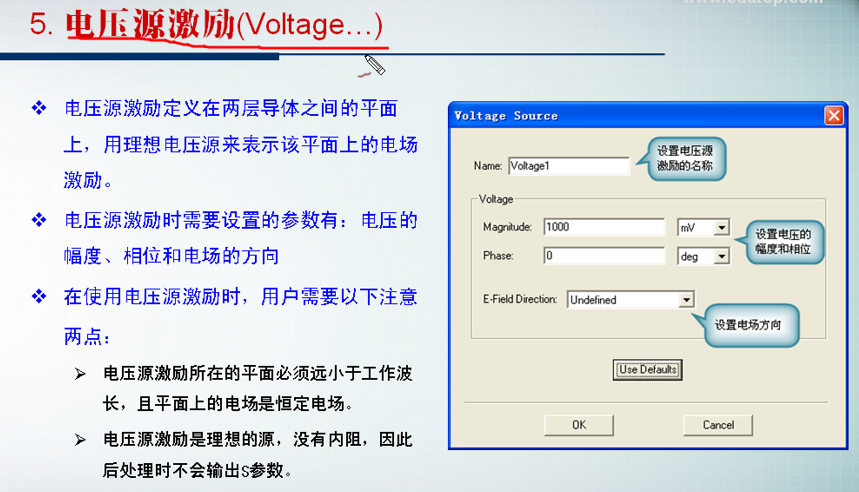 5. 电压源激励(Voltage...)
电压源激励定义在两层导体之间的平面
上，用理想电压源来表示该平面上的电场
激励。
电压源激励时需要设置的参数有：电压的
幅度、相位和电场的方向
在使用电压源激励时，用户需要以下注意
两点：
电压源激励所在的平面必须远小于工作波
长，且平面上的电场是恒定电场。
电压源激励是理想的源，没有内阻，因此
后处理时不会输出S参数。
Voltage Source
Name: Voltage1
设置电压源
激励的名称
Voltage
Magnitude: 1000 mV
Phase: 0 deg
设置电压的
幅度和相位
E-Field Direction: Undefined
设置电场方向
Use Defaults
OK Cancel